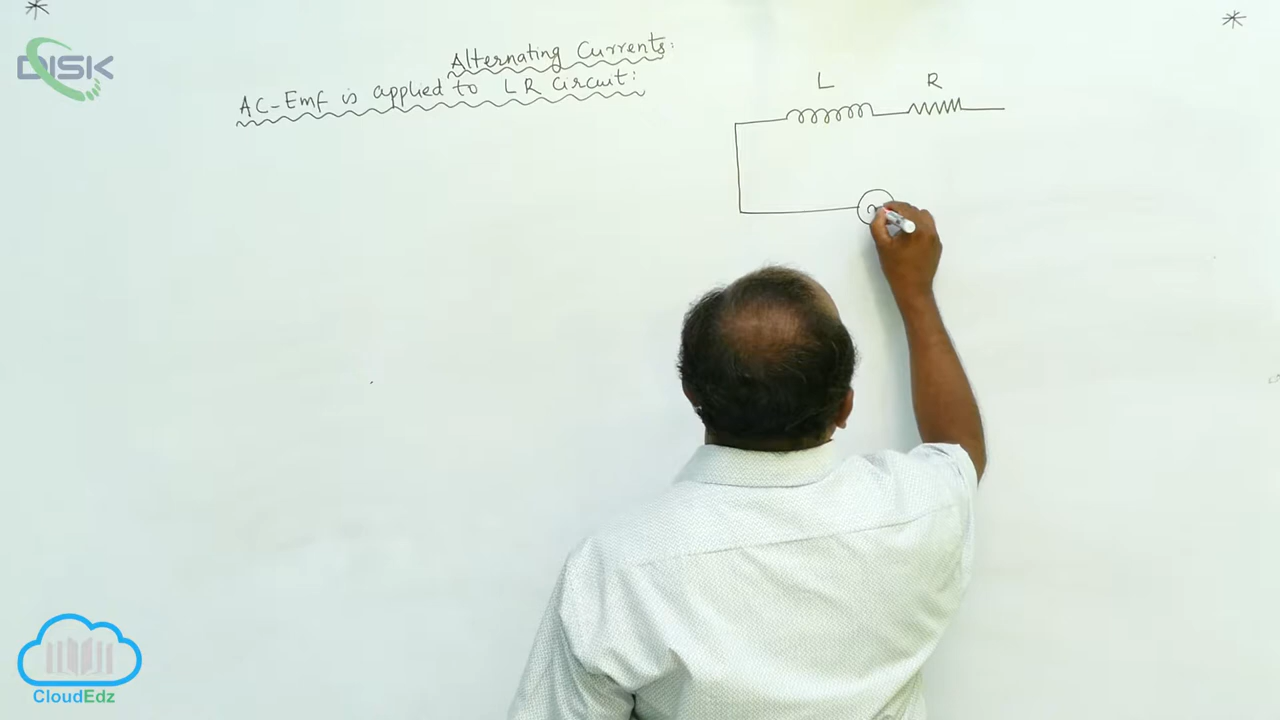 DISK
Alternating Currents:
AC-Emf is applied to LR Circuit:
L R
CloudEdz